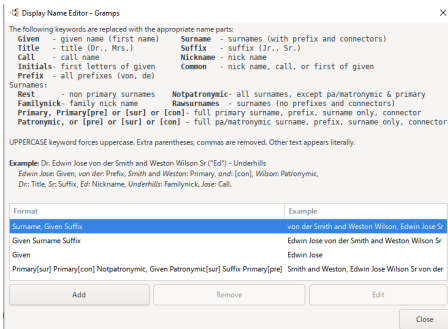 Display Name Editor - Gramps
The following keywords are replaced with the appropriate name parts:
Given - given name (first name) Surname - surnames (with prefix and connectors)
Title - title (Dr., Mrs.) Suffix - suffix (Jr., Sr.)
Call - call name Nickname - nick name
Initials- first letters of given Common - nick name, call, or first of given
Prefix - all prefixes (von, de)
Surnames:
Rest - non primary surnames Notpatronymic- all surnames, except pa/matronymic & primary
Familynick- family nick name Rawsurnames - surnames (no prefixes and connectors)
Primary, Primary[pre] or [sur] or [con]- full primary surname, prefix, surname only, connector
Patronymic, or [pre] or [sur] or [con] - full pa/matronymic surname, prefix, surname only, connector
UPPERCASE keyword forces uppercase. Extra parentheses, commas are removed. Other text appears literally.
Example: Dr. Edwin Jose von der Smith and Weston Wilson Sr ("Ed") - Underhills
Edwin Jose: Given, von der: Prefix, Smith and Weston: Primary, and: [con], Wilson: Patronymic,
Dr.: Title, Sr: Suffix, Ed: Nickname, Underhills: Familynick, Jose: Call.
Format Example
Surname, Given Suffix von der Smith and Weston Wilson, Edwin Jose Sr
Given Surname Suffix Edwin Jose von der Smith and Weston Wilson Sr
Given Edwin Jose
Primary[sur] Primary[con] Notpatronymic, Given Patronymic[sur] Suffix Primary[pre] Smith and Weston, Edwin Jose Wilson Sr von der
Add Remove Edit
Close